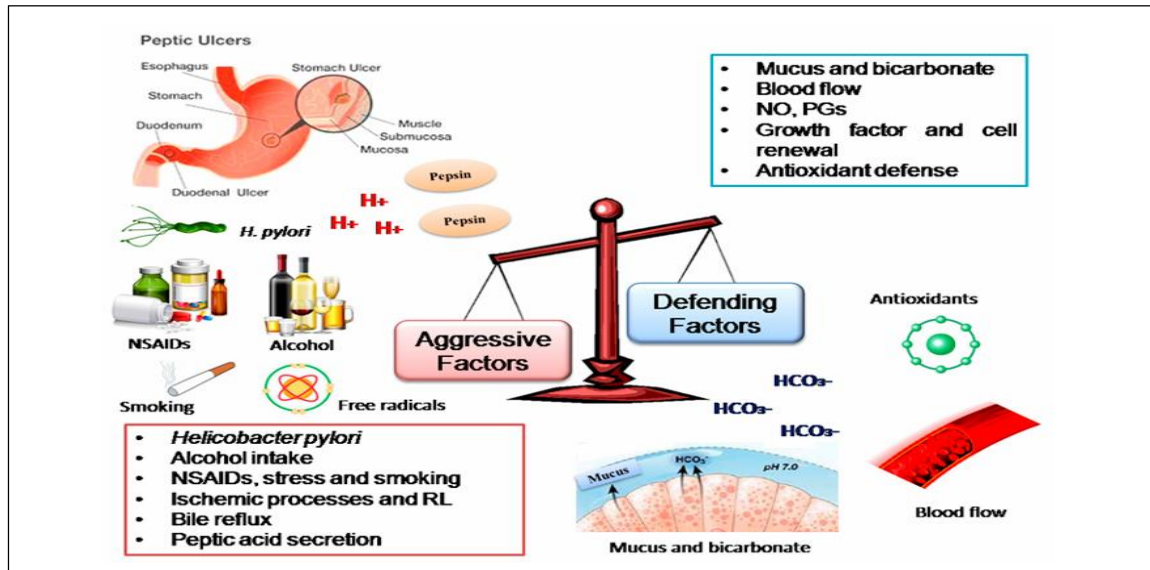 Peptic Ulcers
Esophagus
Stomach Ulcer
Stomach
Muscle
Duodenum
Submucosa
Mucosa
Duodenal Ulcer
• Mucus and bicarbonate
• Blood flow
• NO, PGs
• Growth factor and cell
renewal
• Antioxidant defense
Pepsin
H+
Pepsin
H+ H+
H. pylori
NSAIDs
Alcohol
Smoking
Free radicals
Aggressive
Factors
Defending
Factors
Antioxidants
HCO₃-
HCO₃-
HCO₃-
Mucus
HCO₃⁻
pH 7.0
Mucus and bicarbonate
Blood flow
• Helicobacter pylori
• Alcohol intake
• NSAIDs, stress and smoking
• Ischemic processes and RL
• Bile reflux
• Peptic acid secretion